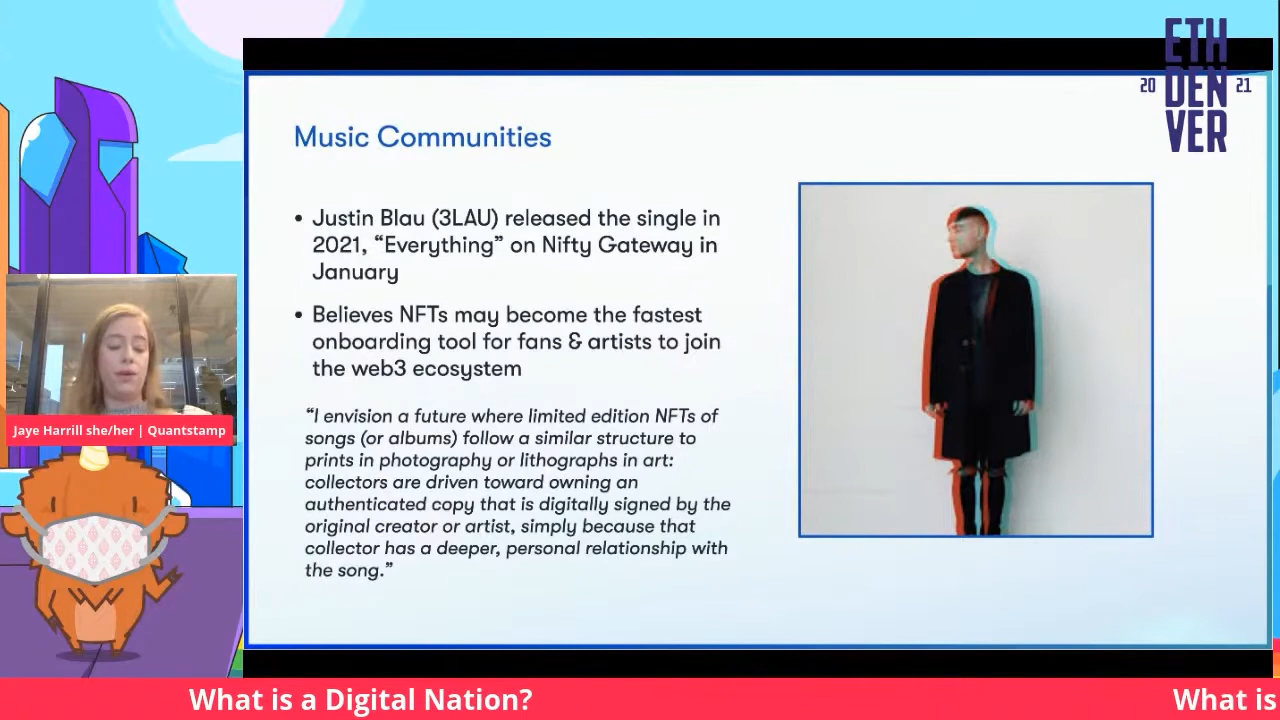 ETH
20 DEN 21
VER
Music Communities
• Justin Blau (3LAU) released the single in
2021, “Everything” on Nifty Gateway in
January
• Believes NFTs may become the fastest
onboarding tool for fans & artists to join
the web3 ecosystem
“I envision a future where limited edition NFTs of
songs (or albums) follow a similar structure to
prints in photography or lithographs in art:
collectors are driven toward owning an
authenticated copy that is digitally signed by the
original creator or artist, simply because that
collector has a deeper, personal relationship with
the song.”
Jaye Harrill she/her | Quantstamp
What is a Digital Nation?
What is